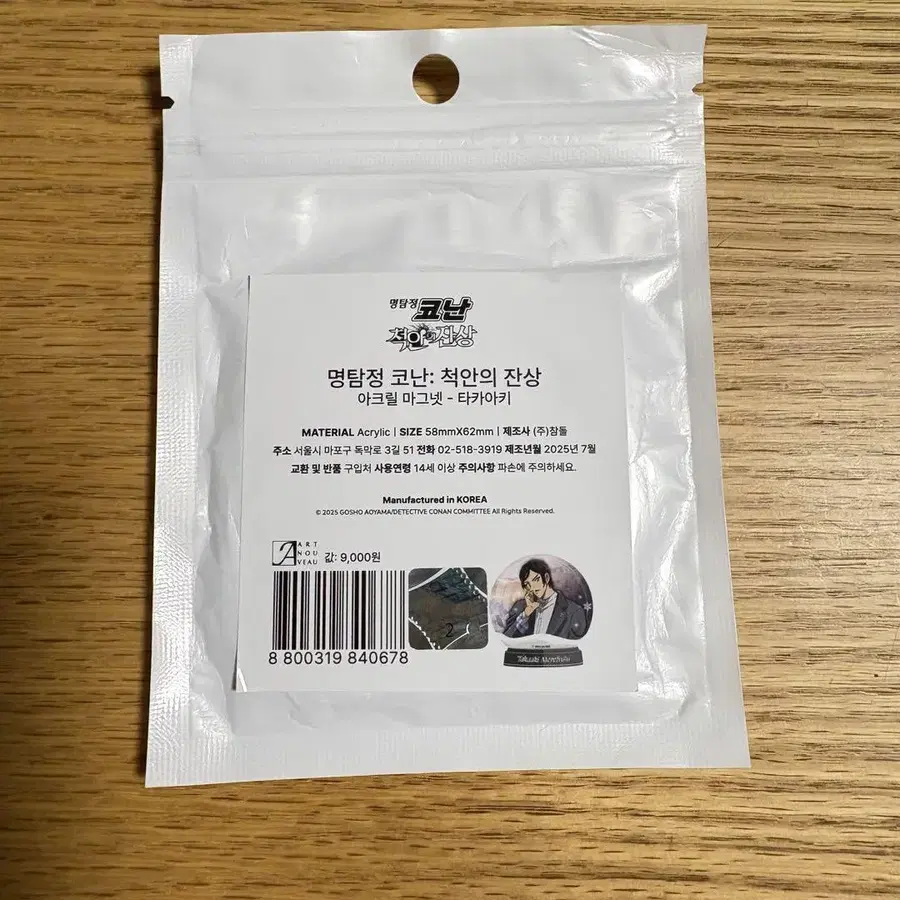 명탐정 코난
척안의 잔상
명탐정 코난: 척안의 잔상
아크릴 마그넷 - 타카아키
MATERIAL Acrylic | SIZE 58mmX62mm | 제조사 (주)참돌
주소 서울시 마포구 독막로 3길 51 전화 02-518-3919 제조년월 2025년 7월
교환 및 반품 구입처 사용연령 14세 이상 주의사항 파손에 주의하세요.
Manufactured in KOREA
© 2025 GOSHO AOYAMA/DETECTIVE CONAN COMMITTEE All Rights Reserved.
ART
NOU
VEAU
값: 9,000원
2
8 800319 840678